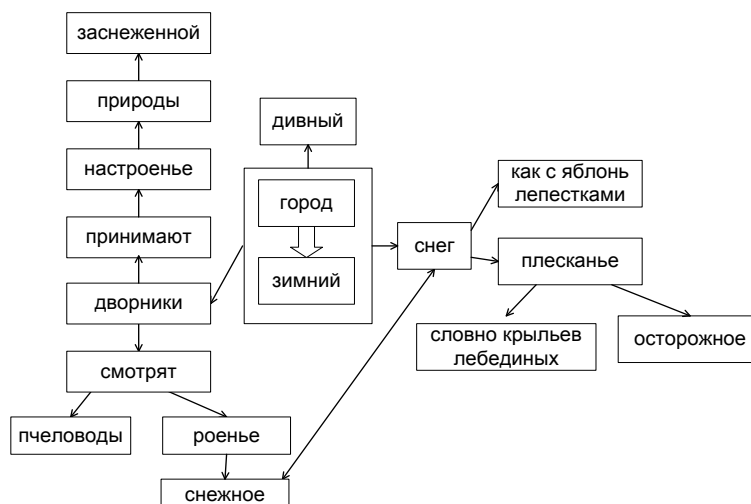 заснеженной
природы
дивный
настроенье
как с яблонь
лепестками
город
принимают
снег
плесканье
зимний
дворники
словно крыльев
лебединых
осторожное
смотрят
пчеловоды
роенье
снежное